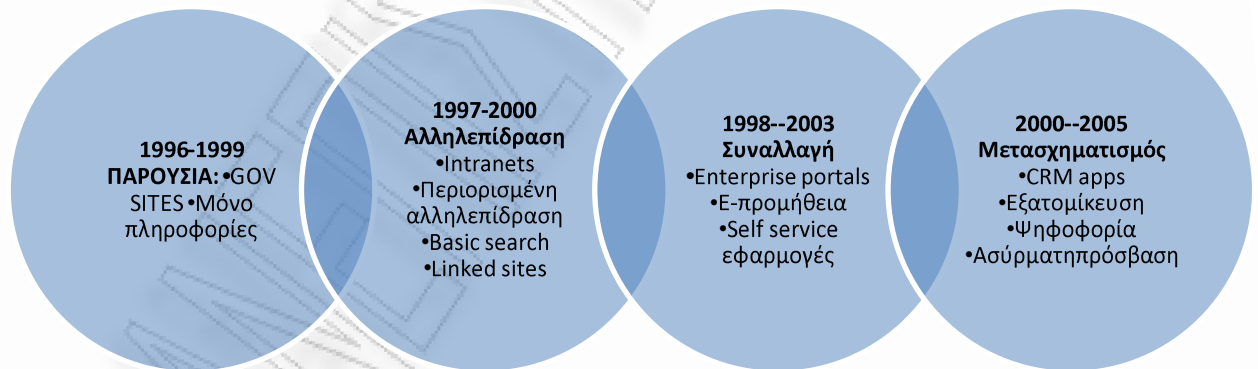 1996-1999
ΠΑΡΟΥΣΙΑ: •GOV
SITES •Μόνο
πληροφορίες
1997-2000
Αλληλεπίδραση
•Intranets
•Περιορισμένη
αλληλεπίδραση
•Basic search
•Linked sites
1998--2003
Συναλλαγή
•Enterprise portals
•Ε-προμήθεια
•Self service
εφαρμογές
2000--2005
Μετασχηματισμός
•CRM apps
•Εξατομίκευση
•Ψηφοφορία
•Ασύρματηπρόσβαση